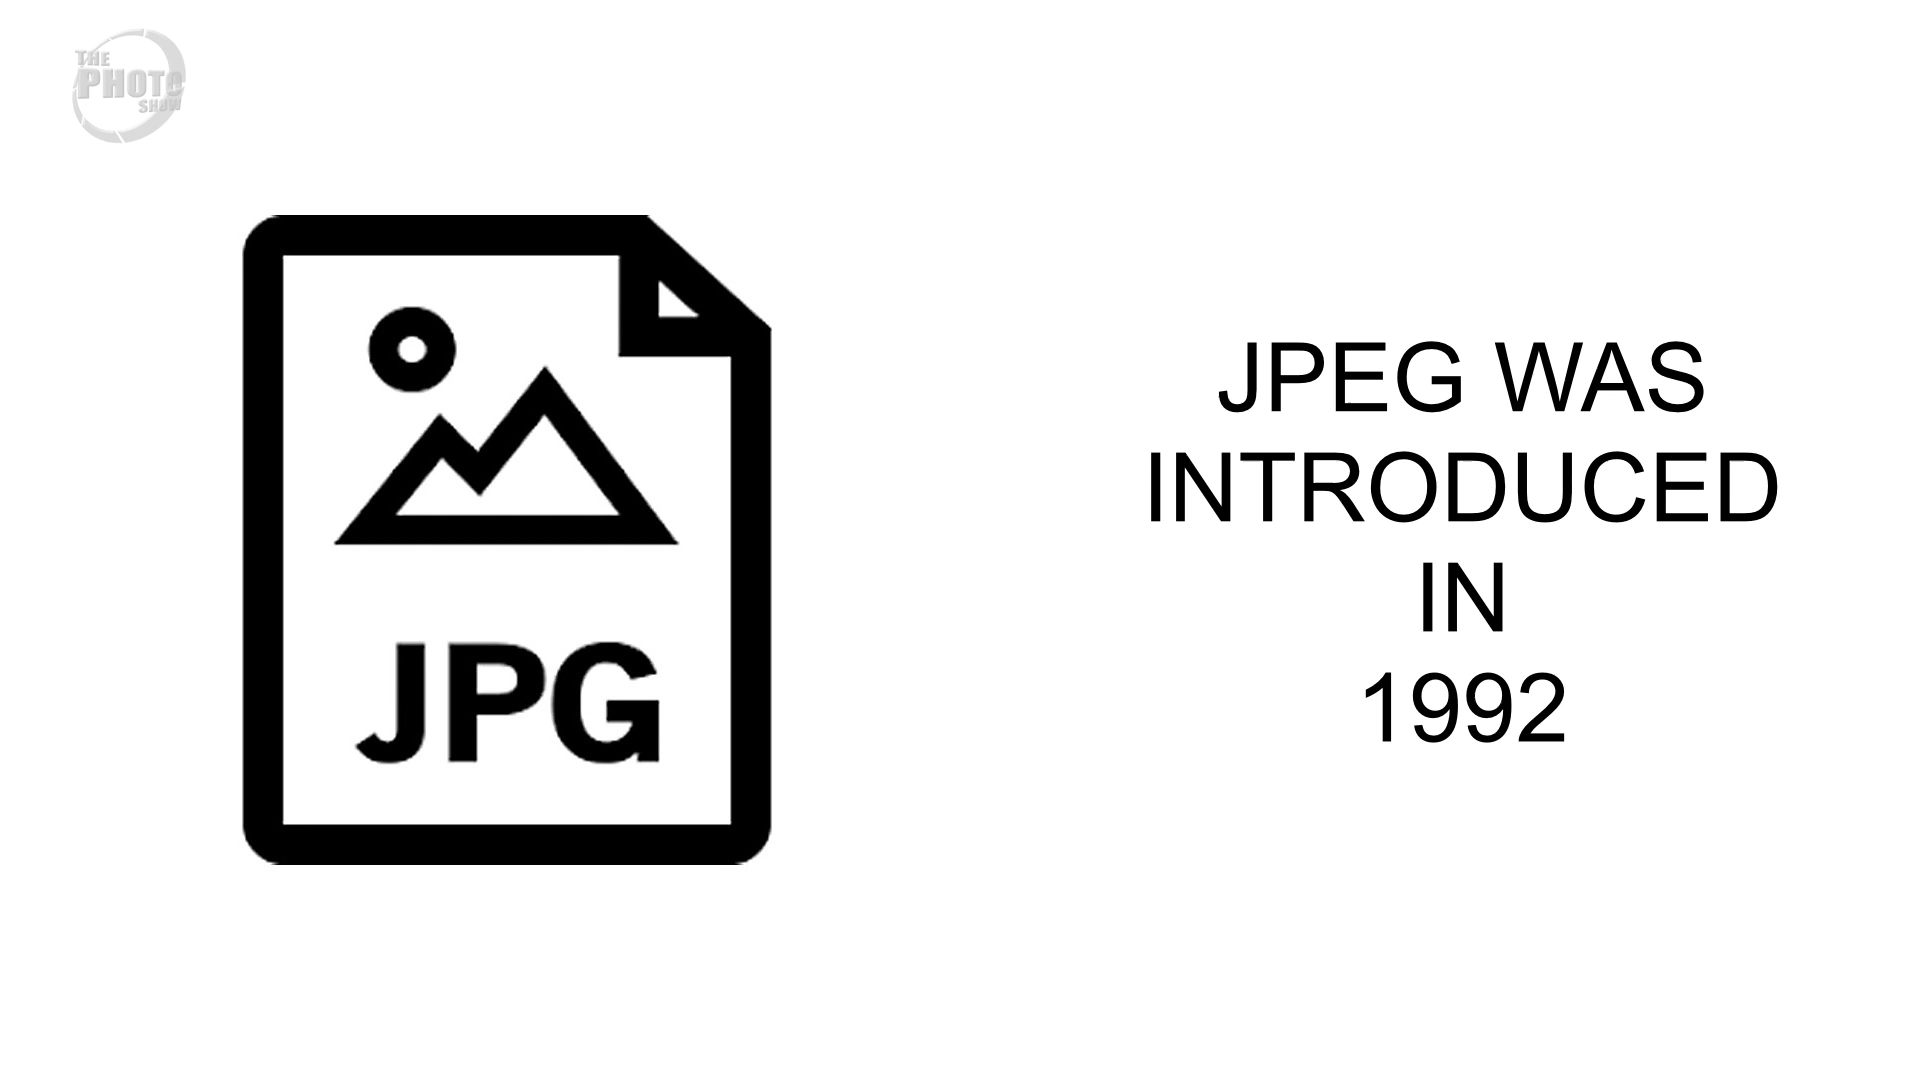 THE
PHOTO
SHOW
JPG
JPEG WAS
INTRODUCED
IN
1992